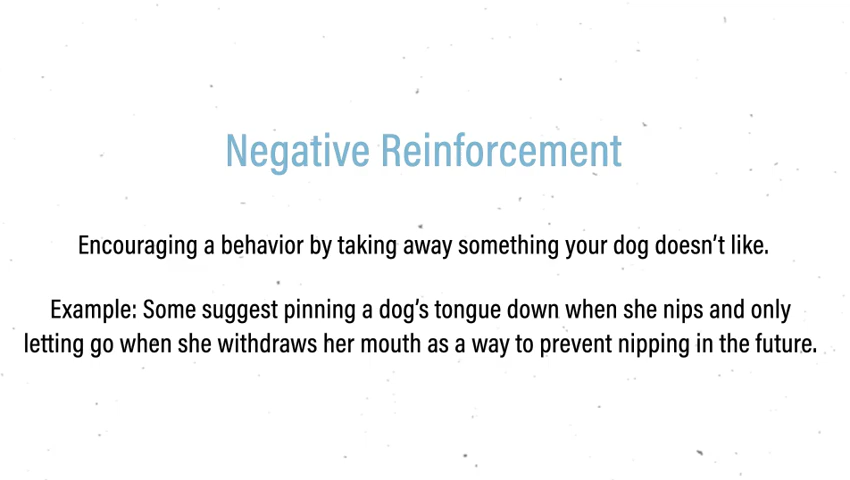 Negative Reinforcement
Encouraging a behavior by taking away something your dog doesn’t like.
Example: Some suggest pinning a dog’s tongue down when she nips and only
letting go when she withdraws her mouth as a way to prevent nipping in the future.